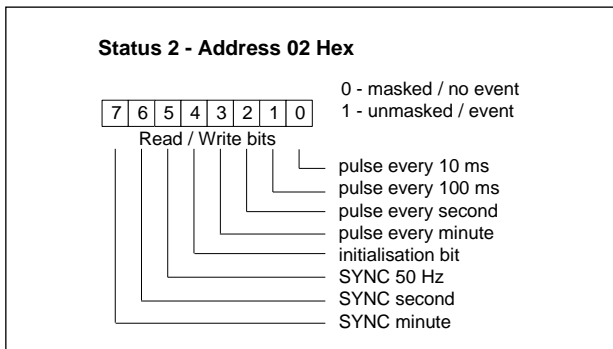 Status 2 - Address 02 Hex
0 - masked / no event
1 - unmasked / event
7 6 5 4 3 2 1 0
Read / Write bits
pulse every 10 ms
pulse every 100 ms
pulse every second
pulse every minute
initialisation bit
SYNC 50 Hz
SYNC second
SYNC minute